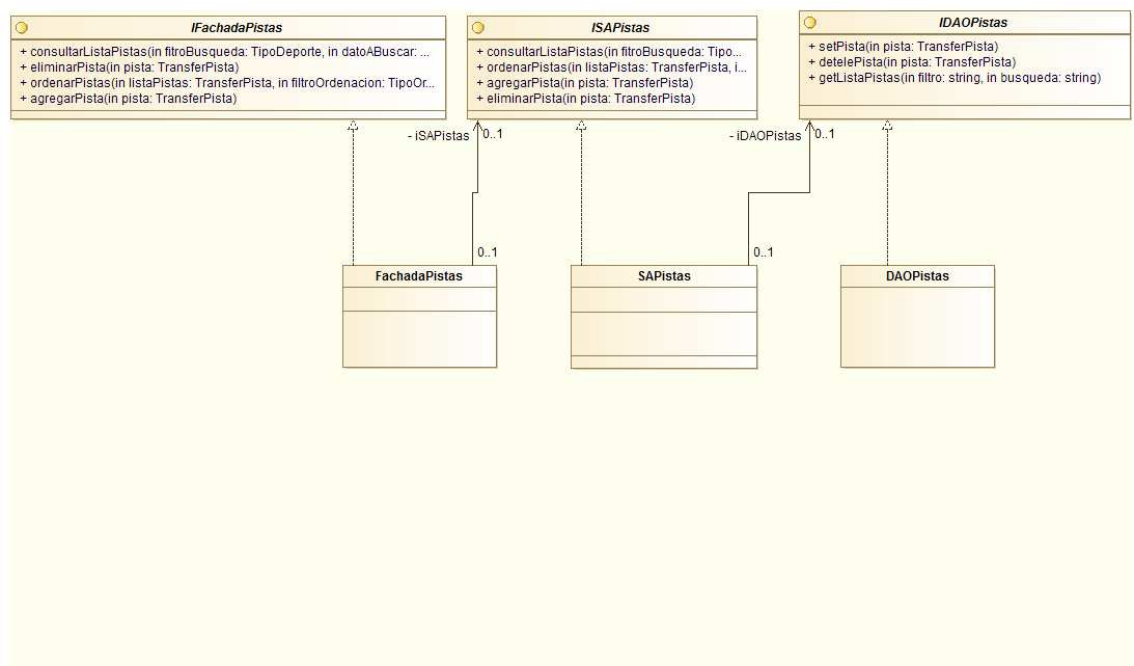 IFachadaPistas
+ consultarListaPistas(in fitroBusqueda: TipoDeporte, in datoABuscar: ...
+ eliminarPista(in pista: TransferPista)
+ ordenarPistas(in listaPistas: TransferPista, in filtroOrdenacion: TipoOr...
+ agregarPista(in pista: TransferPista)
ISAPistas
+ consultarListaPistas(in fitroBusqueda: Tipo...
+ ordenarPistas(in listaPistas: TransferPista, i...
+ agregarPista(in pista: TransferPista)
+ eliminarPista(in pista: TransferPista)
IDAOPistas
+ setPista(in pista: TransferPista)
+ detelePista(in pista: TransferPista)
+ getListaPistas(in filtro: string, in busqueda: string)
- iSAPistas
0..1
- iDAOPistas
0..1
0..1
0..1
FachadaPistas
SAPistas
DAOPistas